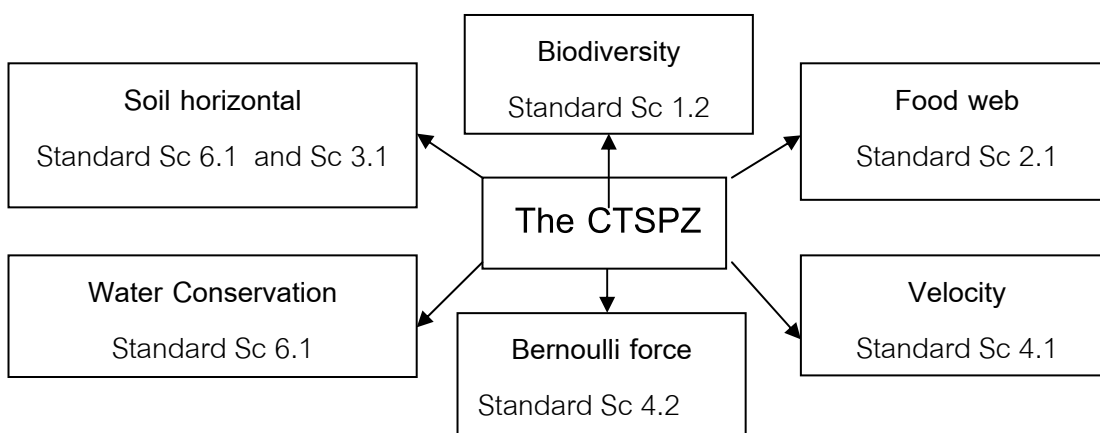 Biodiversity
Standard Sc 1.2
Soil horizontal
Standard Sc 6.1 and Sc 3.1
Food web
Standard Sc 2.1
The CTSPZ
Water Conservation
Standard Sc 6.1
Bernoulli force
Standard Sc 4.2
Velocity
Standard Sc 4.1